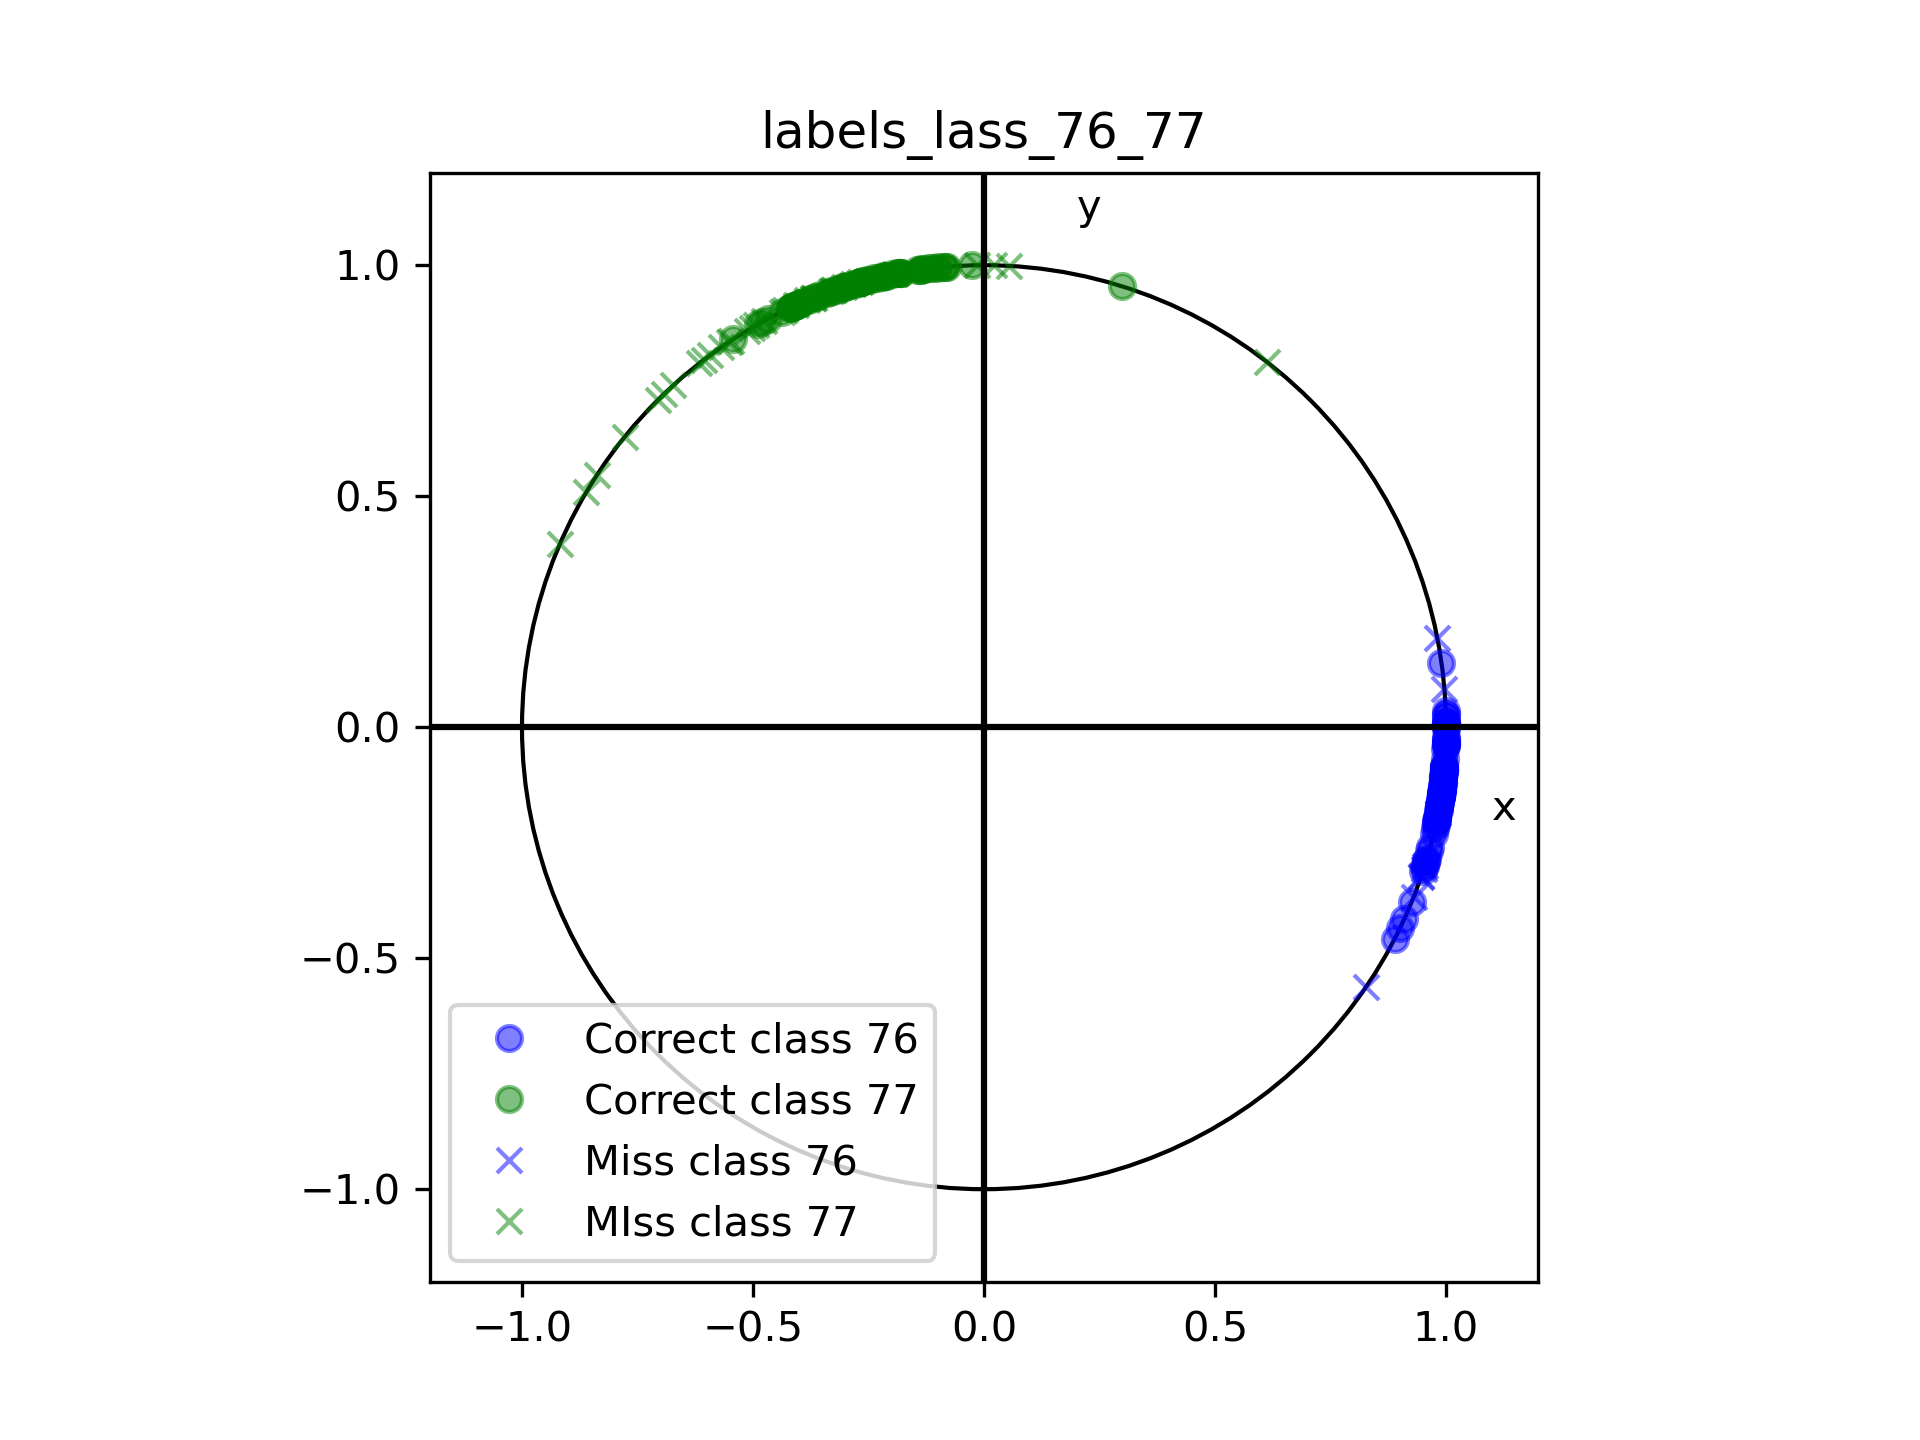 labels_lass_76_77
y
1.0
0.5
0.0
x
−0.5
−1.0
Correct class 76
Correct class 77
Miss class 76
MIss class 77
−1.0 −0.5 0.0 0.5 1.0